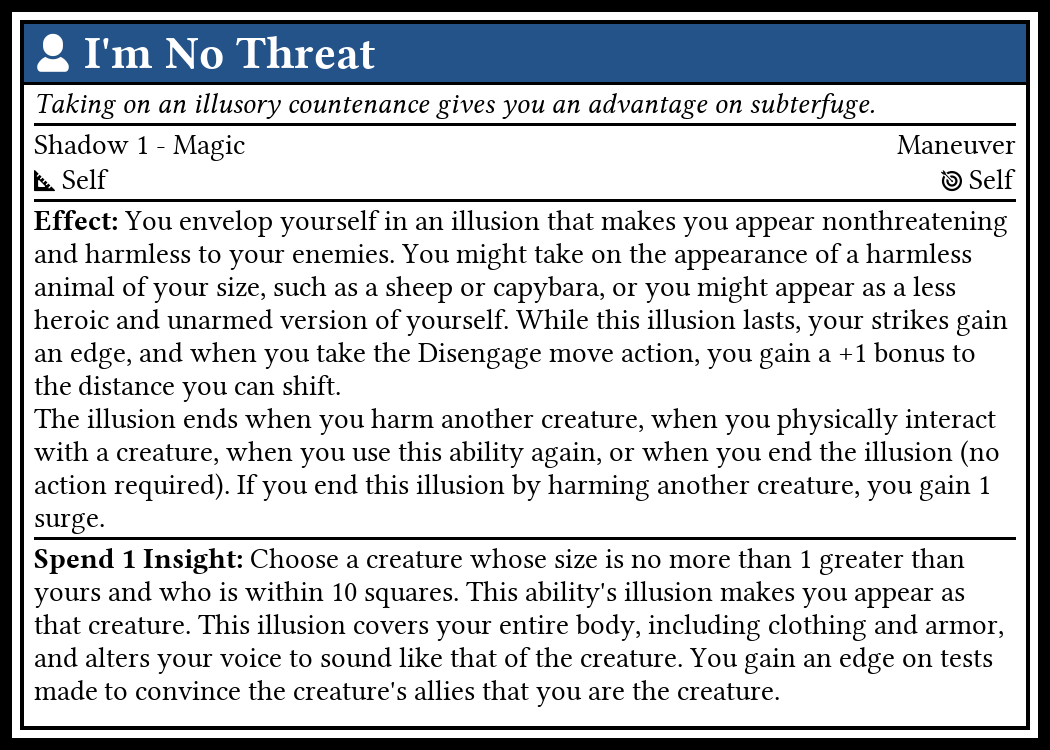 I'm No Threat
Taking on an illusory countenance gives you an advantage on subterfuge.
Shadow 1 - Magic Maneuver
Self Self
Effect: You envelop yourself in an illusion that makes you appear nonthreatening
and harmless to your enemies. You might take on the appearance of a harmless
animal of your size, such as a sheep or capybara, or you might appear as a less
heroic and unarmed version of yourself. While this illusion lasts, your strikes gain
an edge, and when you take the Disengage move action, you gain a +1 bonus to
the distance you can shift.
The illusion ends when you harm another creature, when you physically interact
with a creature, when you use this ability again, or when you end the illusion (no
action required). If you end this illusion by harming another creature, you gain 1
surge.
Spend 1 Insight: Choose a creature whose size is no more than 1 greater than
yours and who is within 10 squares. This ability's illusion makes you appear as
that creature. This illusion covers your entire body, including clothing and armor,
and alters your voice to sound like that of the creature. You gain an edge on tests
made to convince the creature's allies that you are the creature.